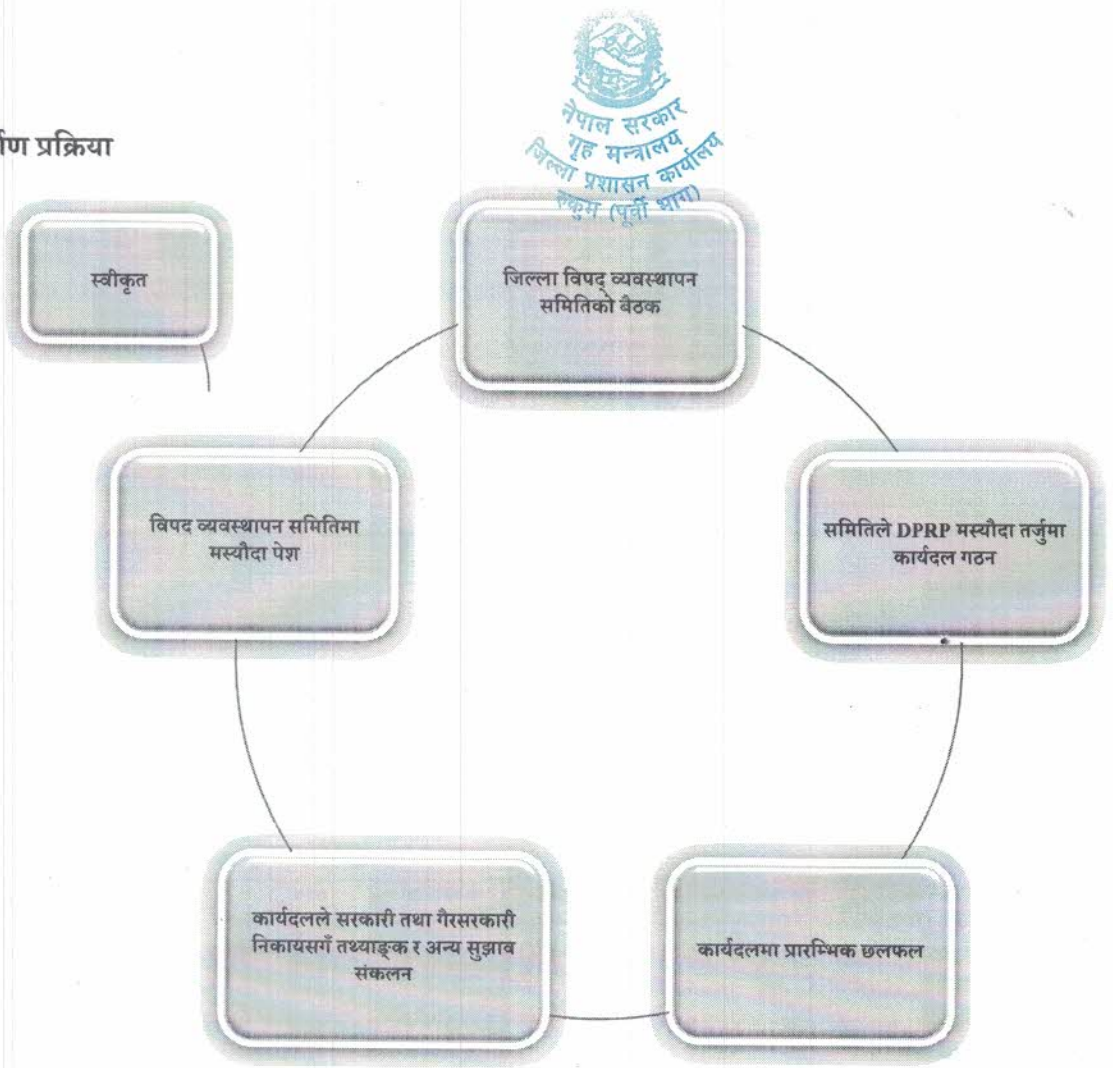 नेपाल सरकार
गृह मन्त्रालय
जिल्ला प्रशासन कार्यालय
रुकुम (पूर्वी भाग)
प्रक्रिया
स्वीकृत
जिल्ला विपद् व्यवस्थापन
समितिको बैठक
समितिले DPRP मस्यौदा तर्जुमा
कार्यदल गठन
कार्यदलमा प्रारम्भिक छलफल
कार्यदलले सरकारी तथा गैरसरकारी
निकायसगँ तथ्याङ्क र अन्य सुझाव
संकलन
विपद व्यवस्थापन समितिमा
मस्यौदा पेश